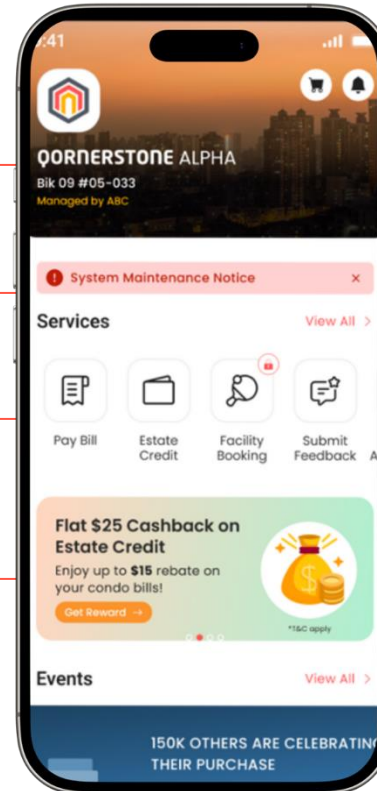 :41
QORNERSTONE ALPHA
Bik 09 #05-033
Managed by ABC
System Maintenance Notice ×
Services View All >
Pay Bill
Estate
Credit
Facility
Booking
Submit
Feedback
A
Flat $25 Cashback on
Estate Credit
Enjoy up to $15 rebate on
your condo bills!
Get Reward →
*T&C apply
Events View All >
150K OTHERS ARE CELEBRATIN
THEIR PURCHASE